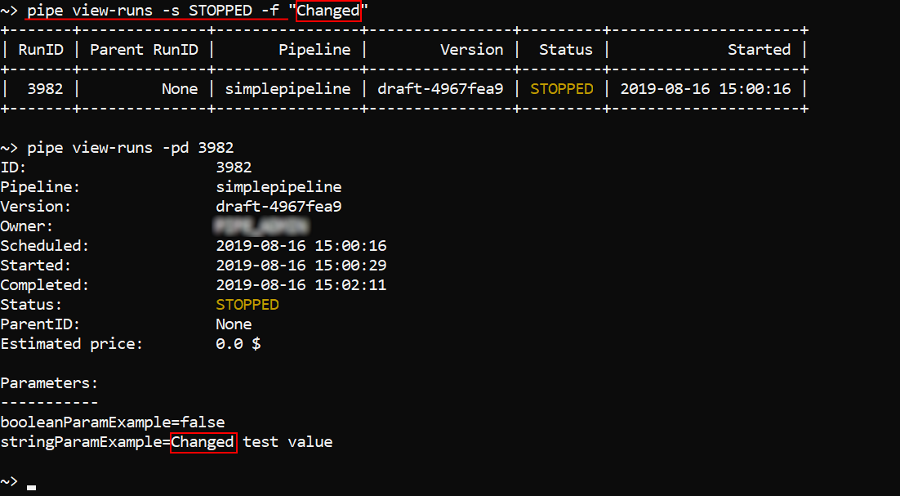 ~> pipe view-runs -s STOPPED -f "Changed"
+-------+---------------+----------------+----------------+---------+---------------------+
| RunID | Parent RunID | Pipeline | Version | Status | Started |
+-------+---------------+----------------+----------------+---------+---------------------+
| 3982 | None | simplepipeline | draft-4967fea9 | STOPPED | 2019-08-16 15:00:16 |
+-------+---------------+----------------+----------------+---------+---------------------+
~> pipe view-runs -pd 3982
ID: 3982
Pipeline: simplepipeline
Version: draft-4967fea9
Owner:
Scheduled: 2019-08-16 15:00:16
Started: 2019-08-16 15:00:29
Completed: 2019-08-16 15:02:11
Status: STOPPED
ParentID: None
Estimated price: 0.0 $
Parameters:
-----------
booleanParamExample=false
stringParamExample=Changed test value
~> _